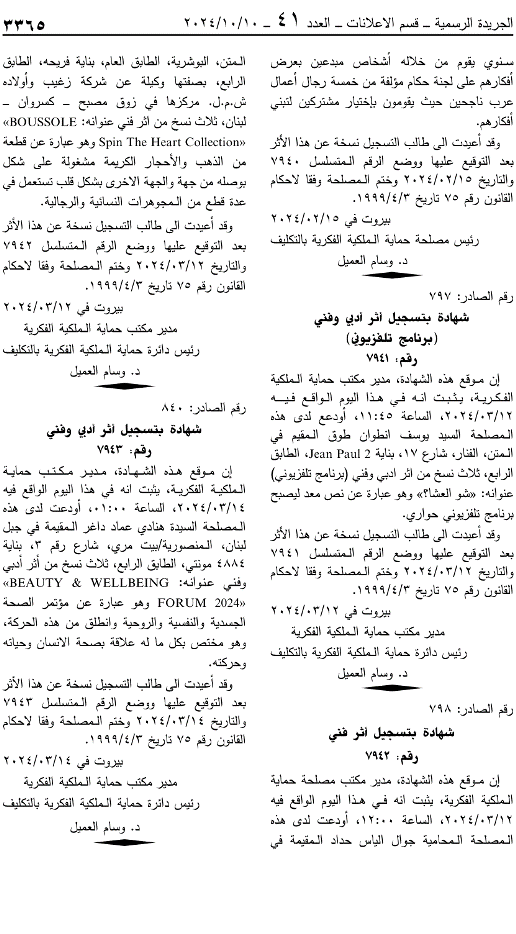 الجريدة الرسمية – قسم الاعلانات – العدد ٤١ – ٢٠٢٤/١٠/١٠
٣٣٦٥
سنوي يقوم من خلاله أشخاص مبدعين بعرض
أفكارهم على لجنة حكام مؤلفة من خمسة رجال أعمال
عرب ناجحين حيث يقومون بإختيار مشتركين لتبني
أفكارهم.
وقد أعيدت الى طالب التسجيل نسخة عن هذا الأثر
بعد التوقيع عليها ووضع الرقم المتسلسل ٧٩٤٠
والتاريخ ٢٠٢٤/٠٢/١٥ وختم المصلحة وفقا لاحكام
القانون رقم ٧٥ تاريخ ١٩٩٩/٤/٣.
بيروت في ٢٠٢٤/٠٢/١٥
رئيس مصلحة حماية الملكية الفكرية بالتكليف
د. وسام العميل
رقم الصادر: ٧٩٧
شهادة بتسجيل أثر أدبي وفني
(برنامج تلفزيوني)
رقم: ٧٩٤١
إن موقع هذه الشهادة، مدير مكتب حماية الملكية
الفكرية، يثبت انه في هذا اليوم الواقع فيه
٢٠٢٤/٠٣/١٢، الساعة ١١:٤٥، أودع لدى هذه
المصلحة السيد يوسف انطوان طوق المقيم في
المتن، الفنار، شارع ١٧، بناية Jean Paul 2، الطابق
الرابع، ثلاث نسخ من اثر ادبي وفني (برنامج تلفزيوني)
عنوانه: «شو العشا؟» وهو عبارة عن نص معد ليصبح
برنامج تلفزيوني حواري.
وقد أعيدت الى طالب التسجيل نسخة عن هذا الأثر
بعد التوقيع عليها ووضع الرقم المتسلسل ٧٩٤١
والتاريخ ٢٠٢٤/٠٣/١٢ وختم المصلحة وفقا لاحكام
القانون رقم ٧٥ تاريخ ١٩٩٩/٤/٣.
بيروت في ٢٠٢٤/٠٣/١٢
مدير مكتب حماية الملكية الفكرية
رئيس دائرة حماية الملكية الفكرية بالتكليف
د. وسام العميل
رقم الصادر: ٧٩٨
شهادة بتسجيل أثر فني
رقم: ٧٩٤٢
إن موقع هذه الشهادة، مدير مكتب مصلحة حماية
الملكية الفكرية، يثبت انه في هذا اليوم الواقع فيه
٢٠٢٤/٠٣/١٢، الساعة ١٢:٠٠، أودعت لدى هذه
المصلحة المحامية جوال الياس حداد المقيمة في
المتن، البوشرية، الطابق العام، بناية فريحه، الطابق
الرابع، بصفتها وكيلة عن شركة زغيب وأولاده
ش.م.ل. مركزها في زوق مصبح – كسروان –
لبنان، ثلاث نسخ من اثر فني عنوانه: BOUSSOLE»
«Spin The Heart Collection وهو عبارة عن قطعة
من الذهب والأحجار الكريمة مشغولة على شكل
بوصله من جهة والجهة الاخرى بشكل قلب تستعمل في
عدة قطع من المجوهرات النسائية والرجالية.
وقد أعيدت الى طالب التسجيل نسخة عن هذا الأثر
بعد التوقيع عليها ووضع الرقم المتسلسل ٧٩٤٢
والتاريخ ٢٠٢٤/٠٣/١٢ وختم المصلحة وفقا لاحكام
القانون رقم ٧٥ تاريخ ١٩٩٩/٤/٣.
بيروت في ٢٠٢٤/٠٣/١٢
مدير مكتب حماية الملكية الفكرية
رئيس دائرة حماية الملكية الفكرية بالتكليف
د. وسام العميل
رقم الصادر: ٨٤٠
شهادة بتسجيل أثر أدبي وفني
رقم: ٧٩٤٣
إن موقع هذه الشهادة، مدير مكتب حماية
الملكية الفكرية، يثبت انه في هذا اليوم الواقع فيه
٢٠٢٤/٠٣/١٤، الساعة ٠١:٠٠، أودعت لدى هذه
المصلحة السيدة هنادي عماد داغر المقيمة في جبل
لبنان، المنصورية/بيت مري، شارع رقم ٣، بناية
٤٨٨٤ مونتي، الطابق الرابع، ثلاث نسخ من أثر أدبي
وفني عنوانه: BEAUTY & WELLBEING»
«FORUM 2024 وهو عبارة عن مؤتمر الصحة
الجسدية والنفسية والروحية وانطلق من هذه الحركة،
وهو مختص بكل ما له علاقة بصحة الانسان وحياته
وحركته.
وقد أعيدت الى طالب التسجيل نسخة عن هذا الأثر
بعد التوقيع عليها ووضع الرقم المتسلسل ٧٩٤٣
والتاريخ ٢٠٢٤/٠٣/١٤ وختم المصلحة وفقا لاحكام
القانون رقم ٧٥ تاريخ ١٩٩٩/٤/٣.
بيروت في ٢٠٢٤/٠٣/١٤
مدير مكتب حماية الملكية الفكرية
رئيس دائرة حماية الملكية الفكرية بالتكليف
د. وسام العميل